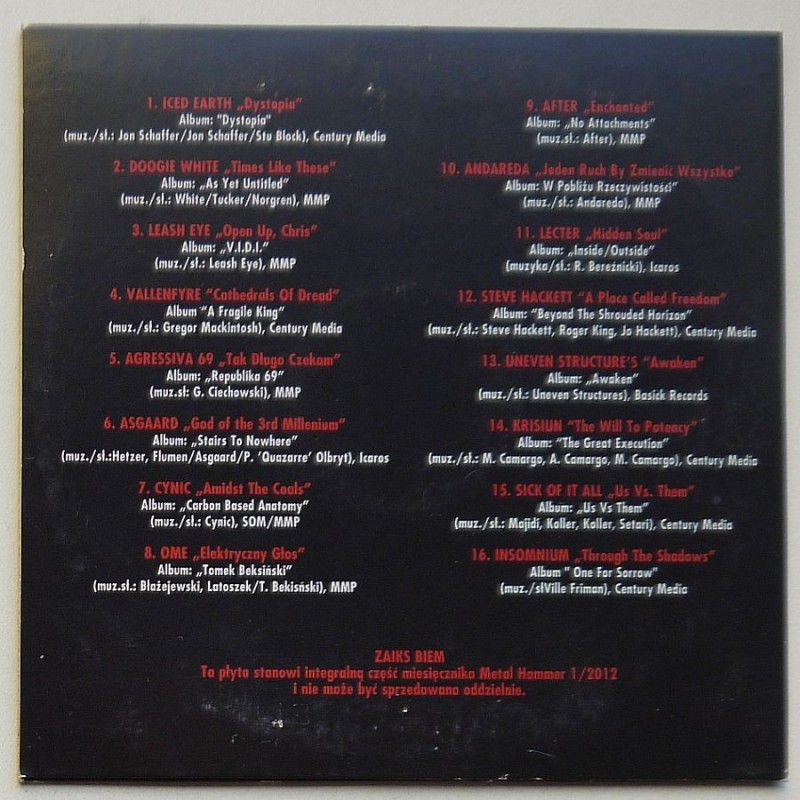 1. ICED EARTH „Dystopia"
Album: "Dystopia"
(muz./sł.: Jon Schaffer/Jon Schaffer/Stu Block), Century Media
2. DOOGIE WHITE „Times Like These"
Album: „As Yet Untitled"
(muz./sł.: White/Tucker/Norgren), MMP
3. LEASH EYE „Open Up, Chris"
Album: „V.I.D.I."
(muz./sł.: Leash Eye), MMP
4. VALLENFYRE "Cathedrals Of Dread"
Album "A Fragile King"
(muz./sł.: Gregor Mackintosh), Century Media
5. AGRESSIVA 69 „Tak Długo Czekam"
Album: „Republika 69"
(muz.sł: G. Ciechowski), MMP
6. ASGAARD „God of the 3rd Millenium"
Album: „Stairs To Nowhere"
(muz./sł.:Hetzer, Flumen/Asgaard/P. 'Quazarre' Olbryt), Icaros
7. CYNIC „Amidst The Coals"
Album: „Carbon Based Anatomy"
(muz./sł.: Cynic), SOM/MMP
8. OME „Elektryczny Głos"
Album: „Tomek Beksiński"
(muz.sł.: Błażejewski, Latoszek/T. Bekisński), MMP
9. AFTER „Enchanted"
Album: „No Attachments"
(muz.sł.: After), MMP
10. ANDAREDA „Jeden Ruch By Zmienic Wszystko"
Album: W Pobliżu Rzeczywistości"
(muz./sł.: Andareda), MMP
11. LECTER „Hidden Soul"
Album: „Inside/Outside"
(muzyka/sł.: R. Bereźnicki), Icaros
12. STEVE HACKETT "A Place Called Freedom"
Album: "Beyond The Shrouded Horizon"
(muz./sł.: Steve Hackett, Roger King, Jo Hackett), Century Media
13. UNEVEN STRUCTURE'S "Awaken"
Album: „Awaken"
(muz./sł.: Uneven Structures), Basick Records
14. KRISIUN "The Will To Potency"
Album: "The Great Execution"
(muz./sł.: M. Camargo, A. Camargo, M. Camargo), Century Media
15. SICK OF IT ALL „Us Vs. Them"
Album: „Us Vs Them"
(muz./sł.: Majidi, Koller, Koller, Setari), Century Media
16. INSOMNIUM „Through The Shadows"
Album " One For Sorrow"
(muz./słVille Friman), Century Media
ZAIKS BIEM
Ta płyta stanowi integralną część miesięcznika Metal Hammer 1/2012
i nie może być sprzedawana oddzielnie.